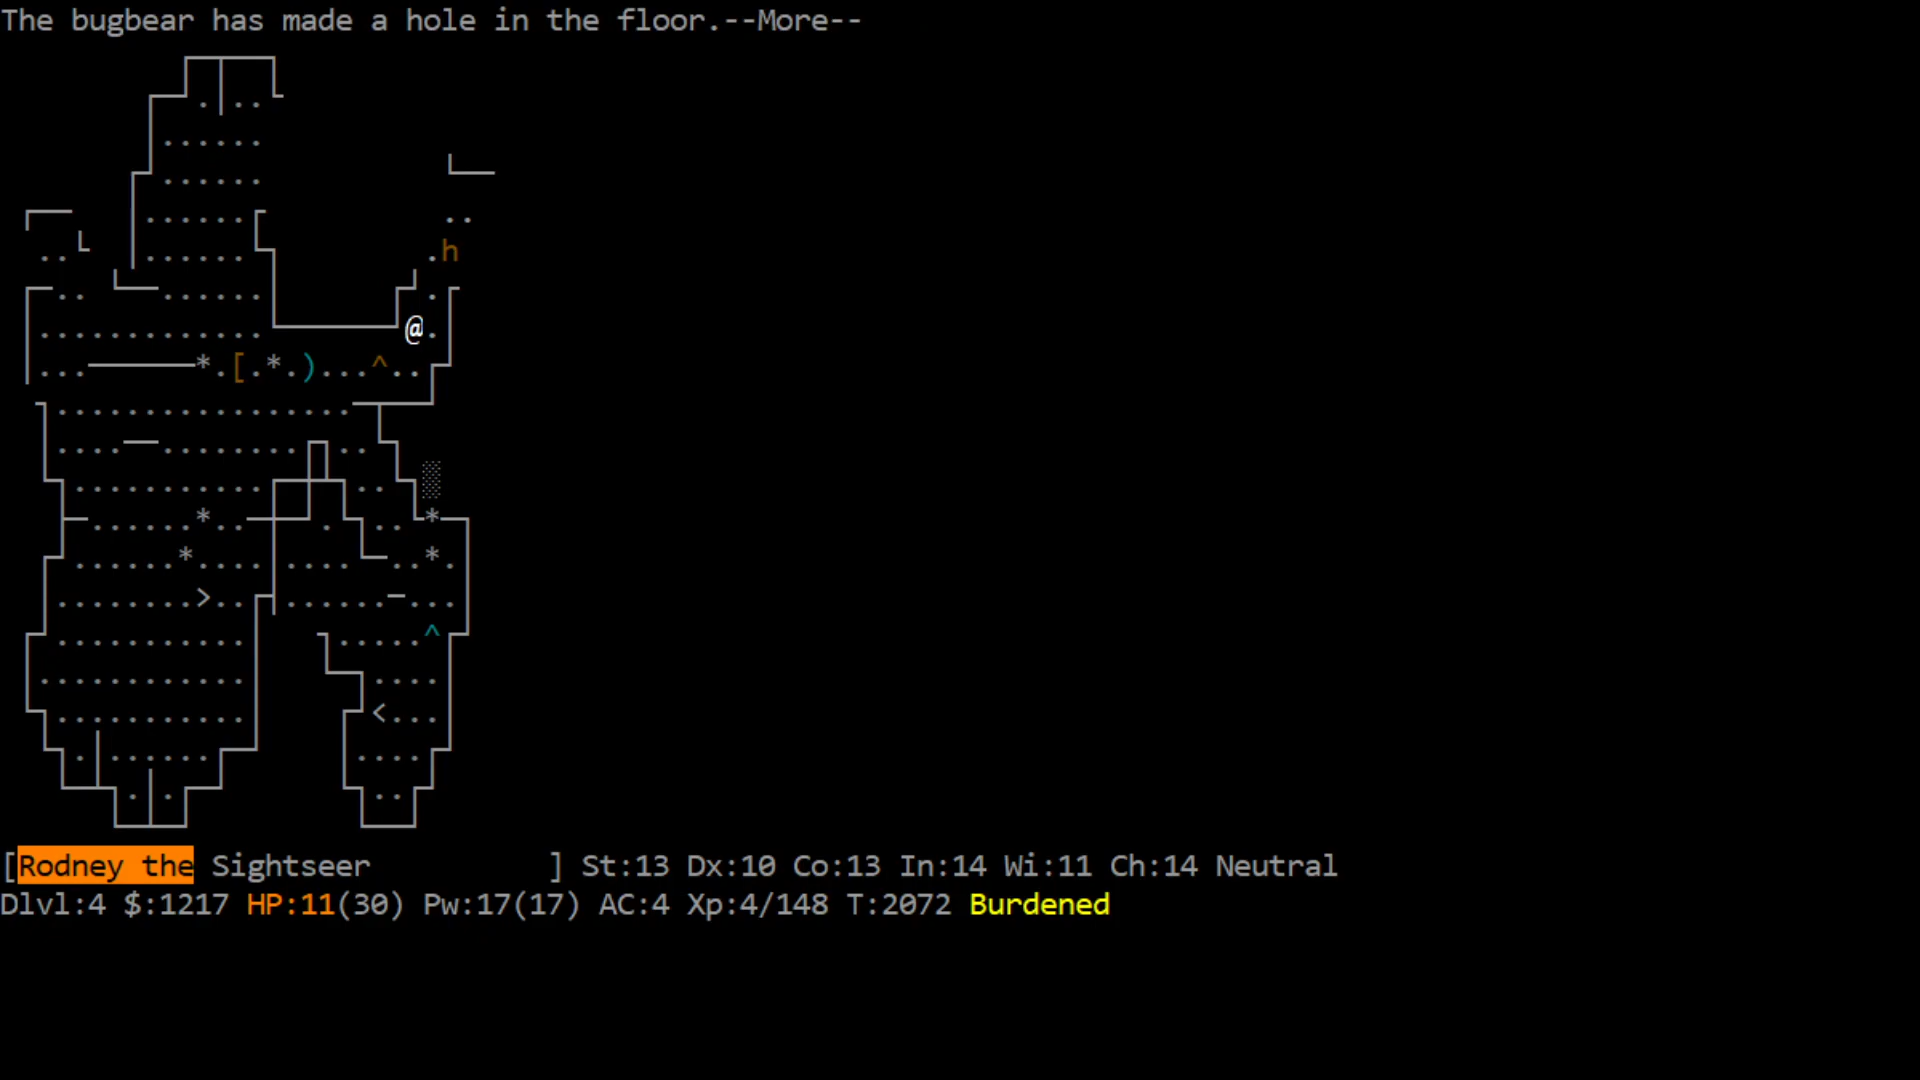 The bugbear has made a hole in the floor.--More--
[Rodney the Sightseer ] St:13 Dx:10 Co:13 In:14 Wi:11 Ch:14 Neutral
Dlvl:4 $:1217 HP:11(30) Pw:17(17) AC:4 Xp:4/148 T:2072 Burdened